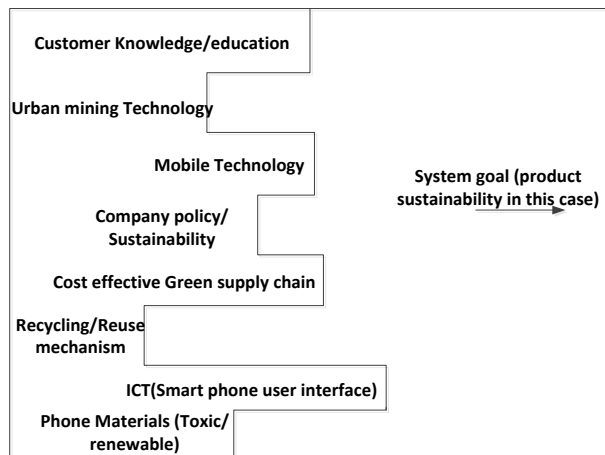 Customer Knowledge/education
Urban mining Technology
Mobile Technology
System goal (product
sustainability in this case)
Company policy/
Sustainability
Cost effective Green supply chain
Recycling/Reuse
mechanism
ICT(Smart phone user interface)
Phone Materials (Toxic/
renewable)